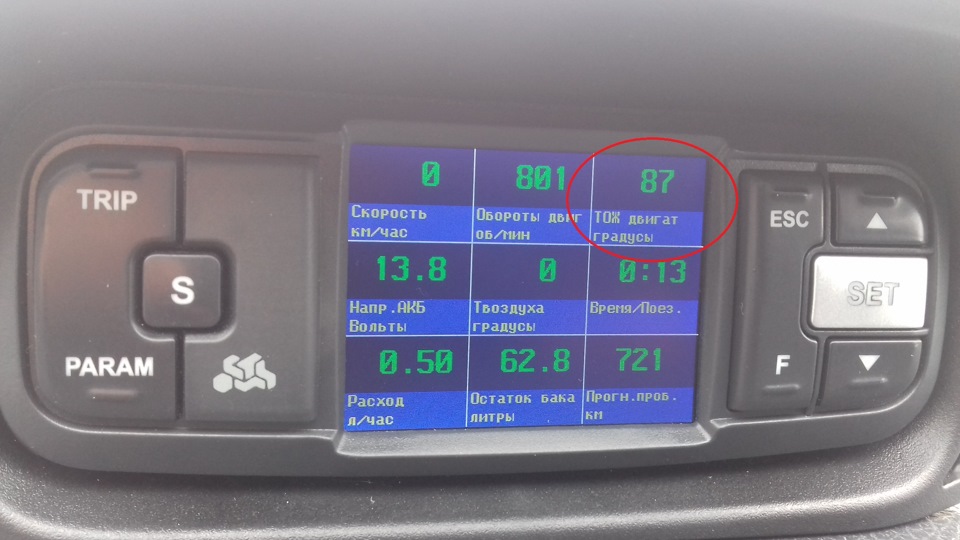 TRIP
S
PARAM
0
Скорость
км/час
801
Обороты двиг
об/мин
87
ТОЖ двигат
градусы
13.8
Напр.АКБ
Вольты
0
Твоздуха
градусы
0:13
Время/Поез.
0.50
Расход
л/час
62.8
Остаток бака
литры
721
Прогн.проб.
км
ESC
SET
F